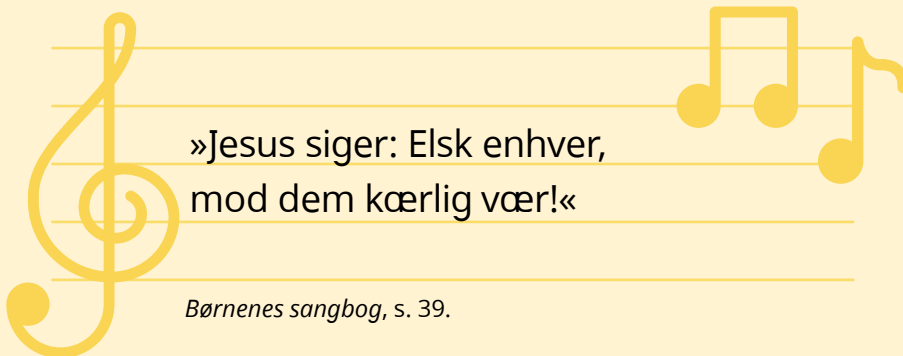 »Jesus siger: Elsk enhver,
mod dem kærlig vær!«
Børnenes sangbog, s. 39.